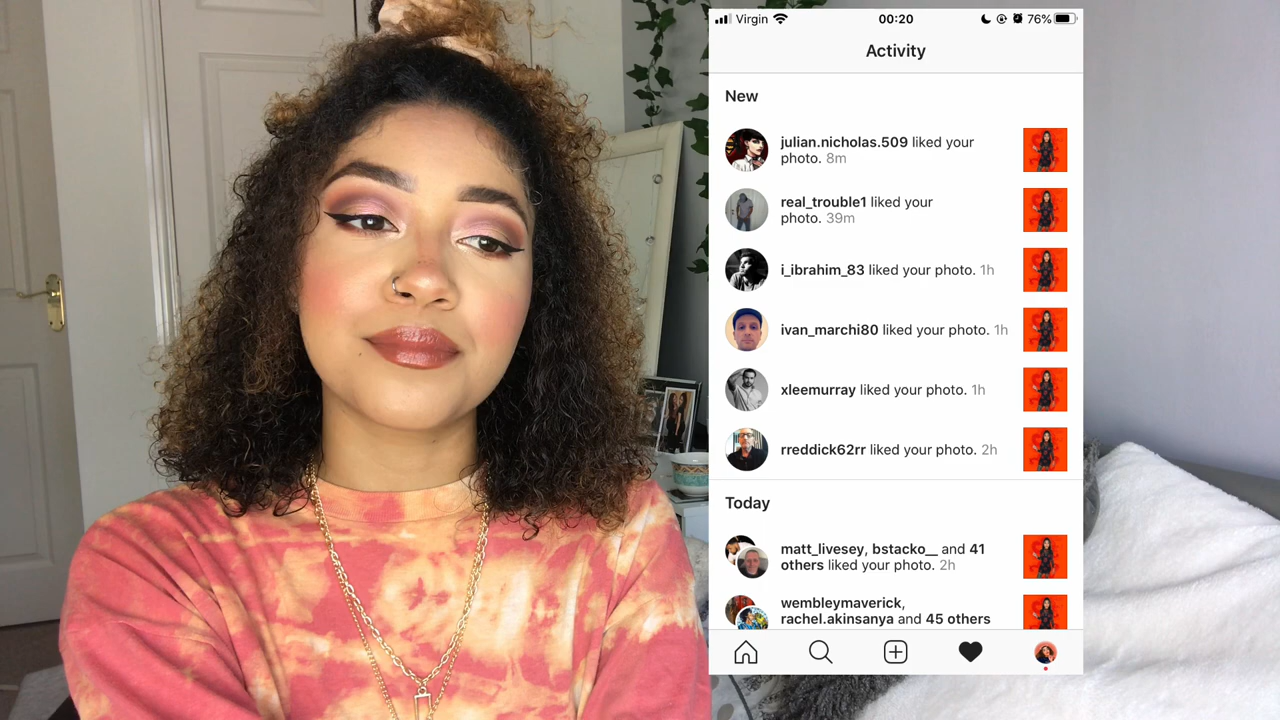 Virgin 00:20 76%
Activity
New
julian.nicholas.509 liked your
photo. 8m
real_trouble1 liked your
photo. 39m
i_ibrahim_83 liked your photo. 1h
ivan_marchi80 liked your photo. 1h
xleemurray liked your photo. 1h
rreddick62rr liked your photo. 2h
Today
matt_livesey, bstacko__ and 41
others liked your photo. 2h
wembleymaverick,
rachel.akinsanya and 45 others